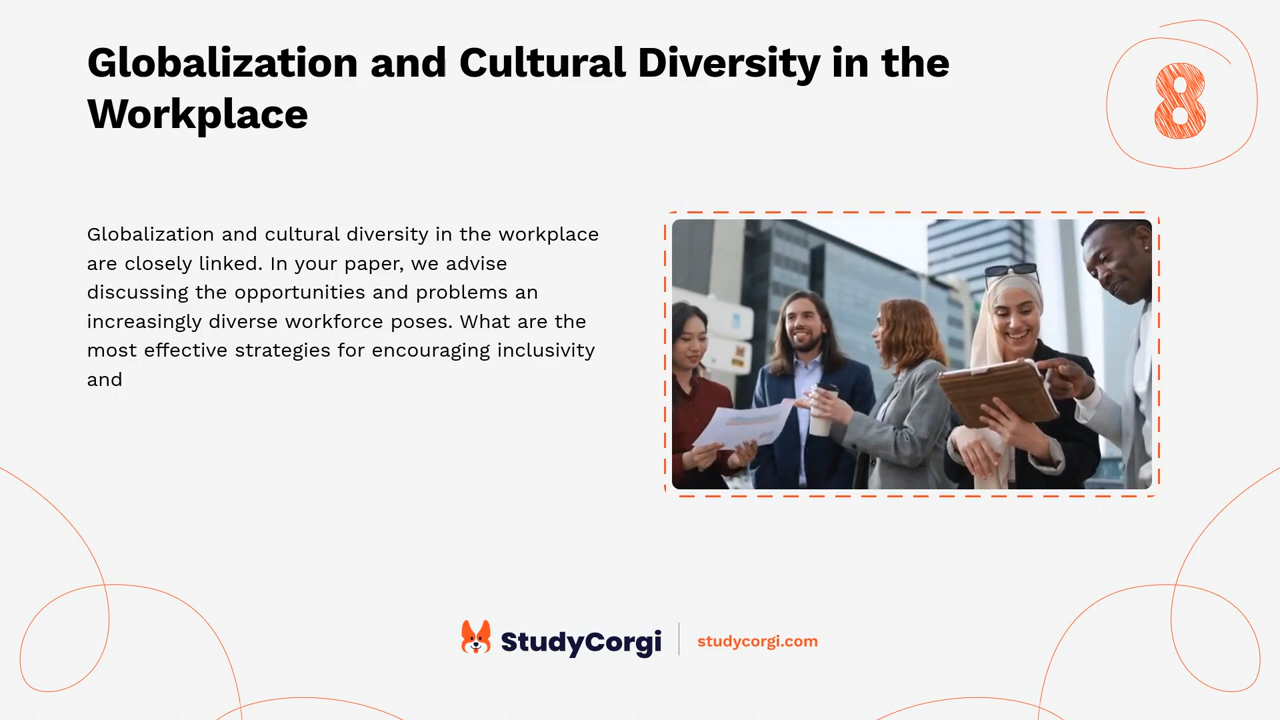 Globalization and Cultural Diversity in the
Workplace
8
Globalization and cultural diversity in the workplace
are closely linked. In your paper, we advise
discussing the opportunities and problems an
increasingly diverse workforce poses. What are the
most effective strategies for encouraging inclusivity
and
StudyCorgi
studycorgi.com